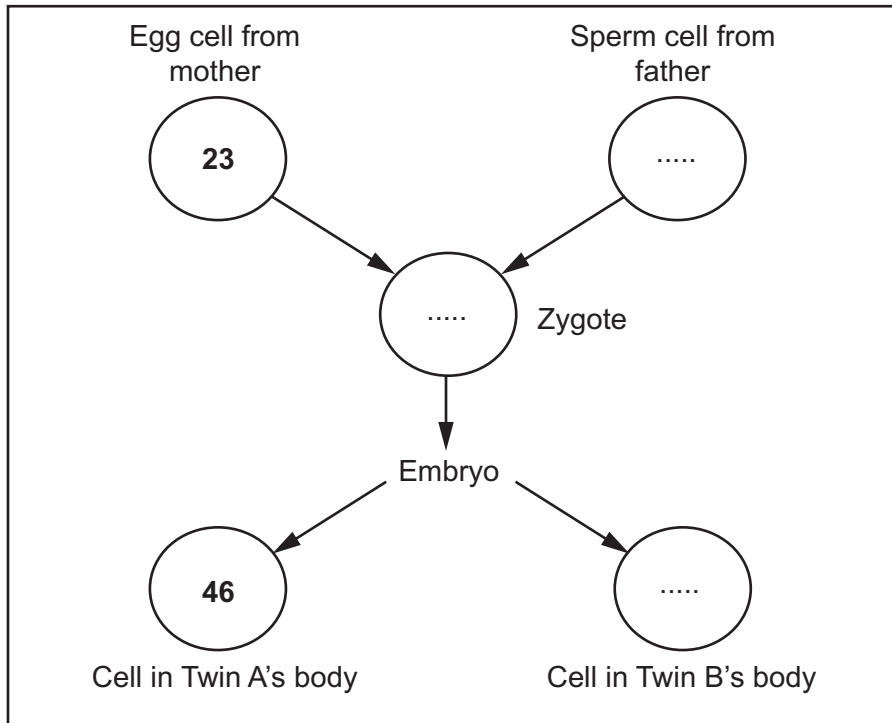 Egg cell from
mother
Sperm cell from
father
23
.....
.....
Zygote
Embryo
46
.....
Cell in Twin A's body
Cell in Twin B's body